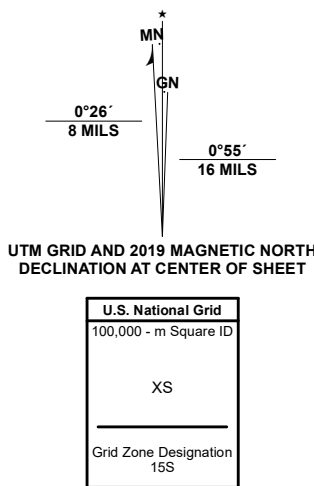 ★
MN
GN
0°26´
8 MILS
0°55´
16 MILS
UTM GRID AND 2019 MAGNETIC NORTH
DECLINATION AT CENTER OF SHEET
U.S. National Grid
100,000 - m Square ID
XS
Grid Zone Designation
15S